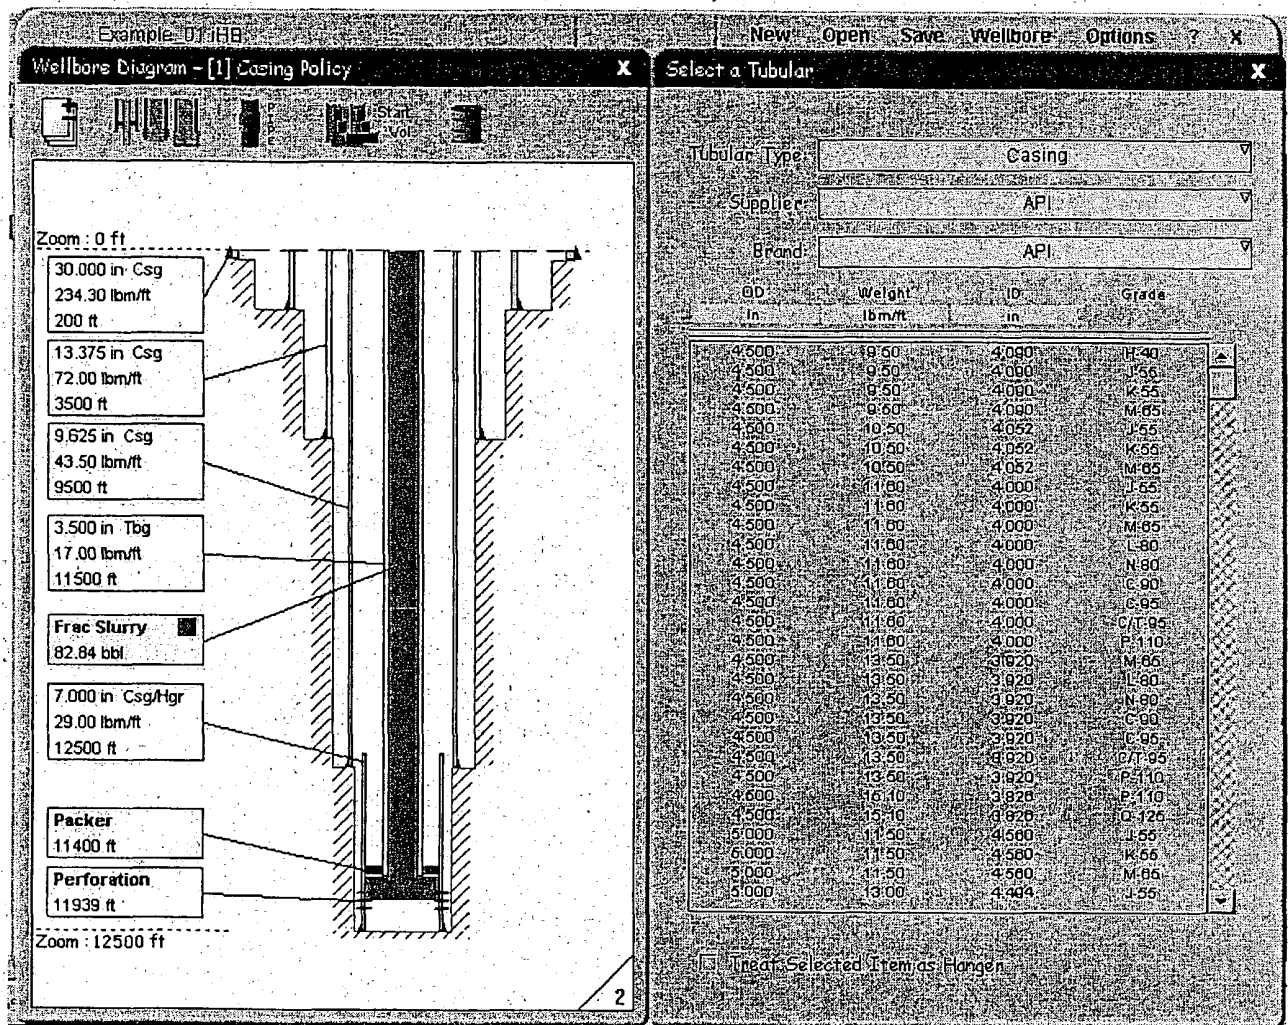 Example_01.iHB
New Open Save Wellbore Options ? X
Wellbore Diagram - [1] Casing Policy X
Start
Vol
PIPE
Zoom : 0 ft
30.000 in Csg
234.30 lbm/ft
200 ft
13.375 in Csg
72.00 lbm/ft
3500 ft
9.625 in Csg
43.50 lbm/ft
9500 ft
3.500 in Tbg
17.00 lbm/ft
11500 ft
Frac Slurry
82.84 bbl
7.000 in Csg/Hgr
29.00 lbm/ft
12500 ft
Packer
11400 ft
Perforation
11939 ft
Zoom : 12500 ft
2
Select a Tubular X
Tubular Type: Casing
Supplier: API
Brand: API
OD Weight ID Grade
in lbm/ft in
4.500 9.50 4.090 H-40
4.500 9.50 4.090 J-55
4.500 9.50 4.090 K-55
4.500 9.50 4.090 M-65
4.500 10.50 4.052 J-55
4.500 10.50 4.052 K-55
4.500 10.50 4.052 M-65
4.500 11.60 4.000 J-55
4.500 11.60 4.000 K-55
4.500 11.60 4.000 M-65
4.500 11.60 4.000 L-80
4.500 11.60 4.000 N-80
4.500 11.60 4.000 C-90
4.500 11.60 4.000 C-95
4.500 11.60 4.000 C/T-95
4.500 11.60 4.000 P-110
4.500 13.50 3.920 M-65
4.500 13.50 3.920 L-80
4.500 13.50 3.920 N-80
4.500 13.50 3.920 C-90
4.500 13.50 3.920 C-95
4.500 13.50 3.920 C/T-95
4.500 13.50 3.920 P-110
4.500 15.10 3.826 P-110
4.500 15.10 3.826 Q-125
5.000 11.50 4.560 J-55
5.000 11.50 4.560 K-55
5.000 11.50 4.560 M-65
5.000 13.00 4.494 J-55
Treat Selected Item as Hanger